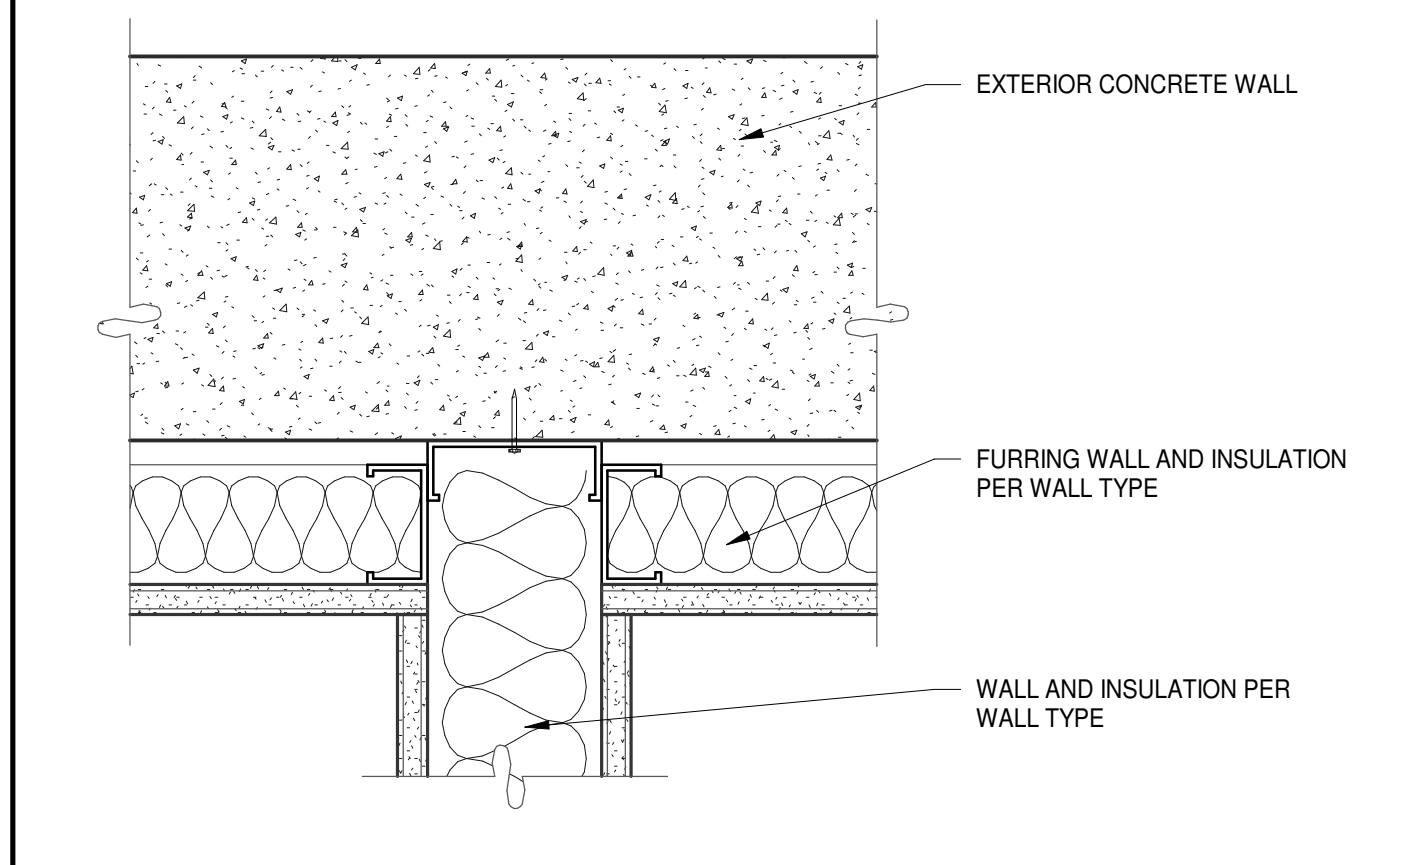 EXTERIOR CONCRETE WALL
FURRING WALL AND INSULATION
PER WALL TYPE
WALL AND INSULATION PER
WALL TYPE